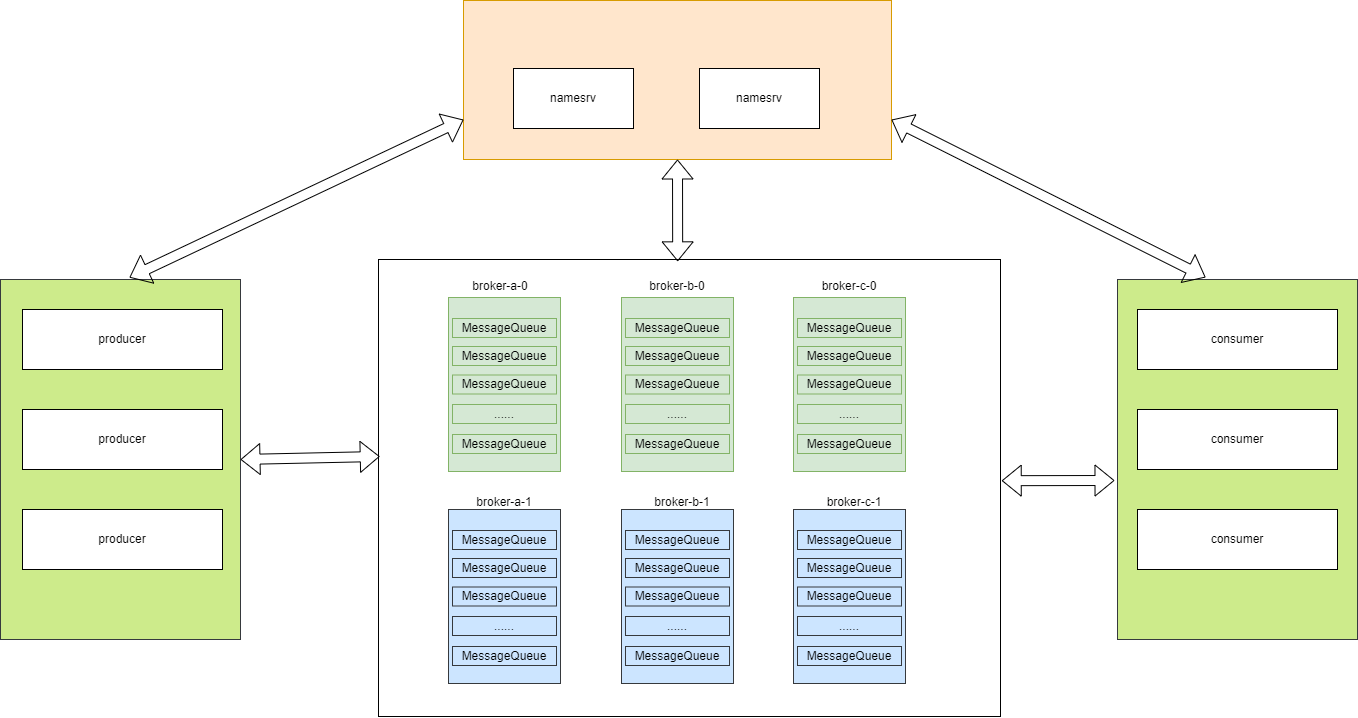 namesrv
namesrv
producer
producer
producer
broker-a-0
MessageQueue
MessageQueue
MessageQueue
......
MessageQueue
broker-b-0
MessageQueue
MessageQueue
MessageQueue
......
MessageQueue
broker-c-0
MessageQueue
MessageQueue
MessageQueue
......
MessageQueue
broker-a-1
MessageQueue
MessageQueue
MessageQueue
......
MessageQueue
broker-b-1
MessageQueue
MessageQueue
MessageQueue
......
MessageQueue
broker-c-1
MessageQueue
MessageQueue
MessageQueue
......
MessageQueue
consumer
consumer
consumer